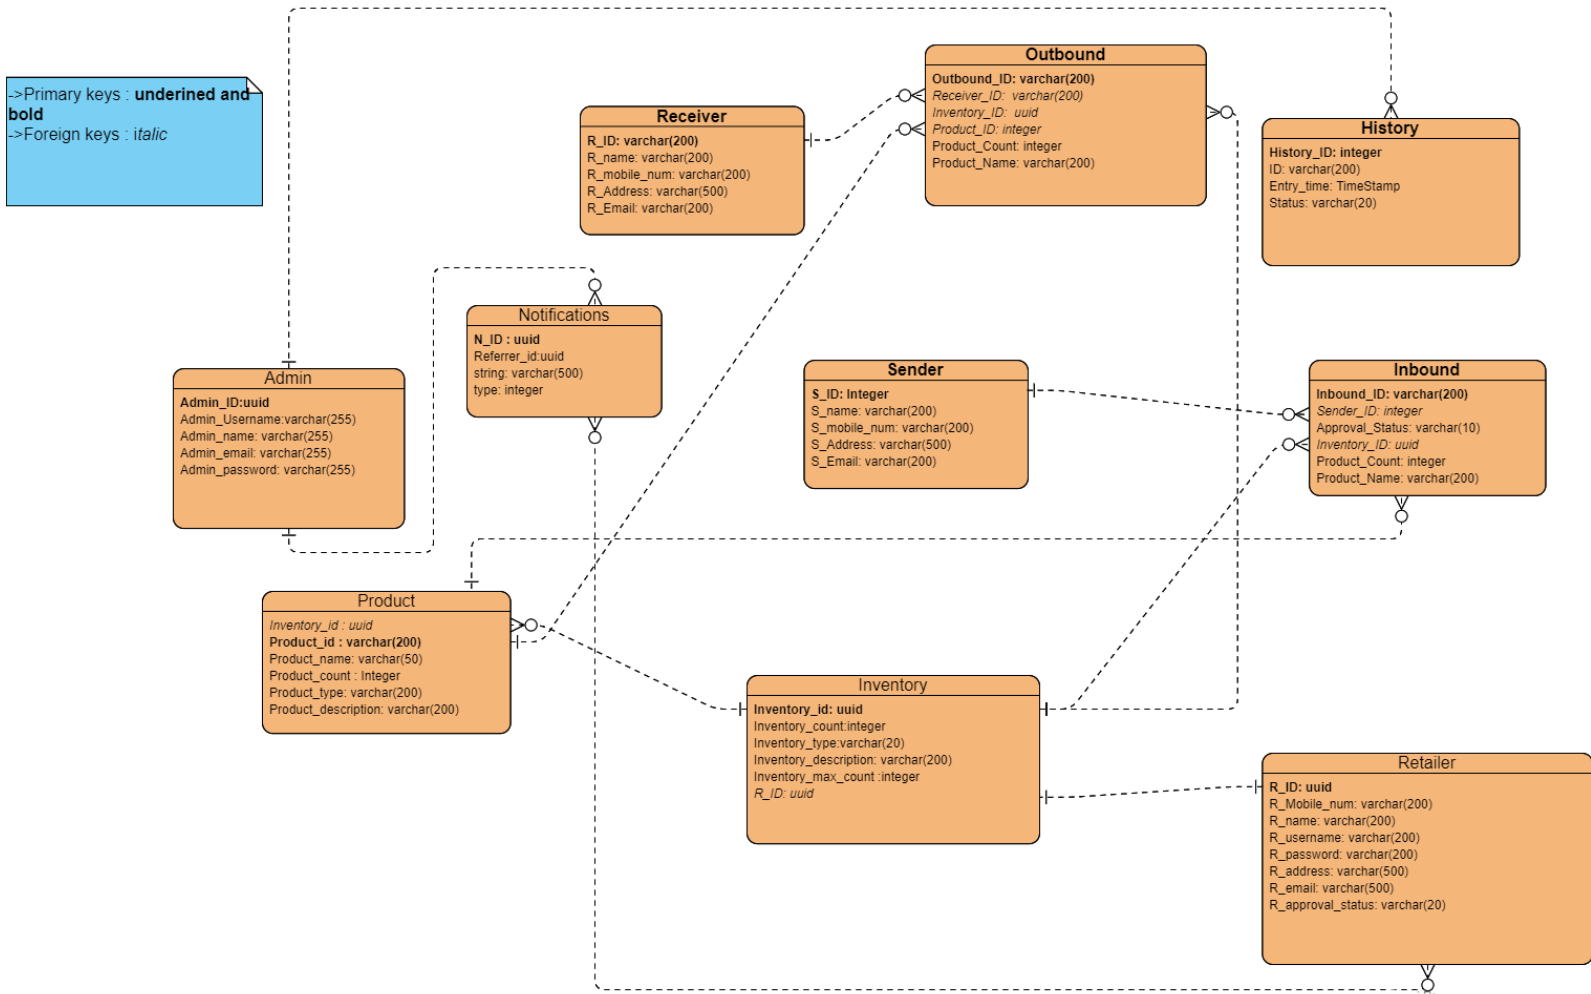 ->Primary keys : underined and
bold
->Foreign keys : italic
Outbound
Outbound_ID: varchar(200)
Receiver_ID:  varchar(200)
Inventory_ID:  uuid
Product_ID: integer
Product_Count: integer
Product_Name: varchar(200)
Receiver
R_ID: varchar(200)
R_name: varchar(200)
R_mobile_num: varchar(200)
R_Address: varchar(500)
R_Email: varchar(200)
History
History_ID: integer
ID: varchar(200)
Entry_time: TimeStamp
Status: varchar(20)
Notifications
N_ID : uuid
Referrer_id:uuid
string: varchar(500)
type: integer
Admin
Admin_ID:uuid
Admin_Username:varchar(255)
Admin_name: varchar(255)
Admin_email: varchar(255)
Admin_password: varchar(255)
Sender
S_ID: Integer
S_name: varchar(200)
S_mobile_num: varchar(200)
S_Address: varchar(500)
S_Email: varchar(200)
Inbound
Inbound_ID: varchar(200)
Sender_ID: integer
Approval_Status: varchar(10)
Inventory_ID: uuid
Product_Count: integer
Product_Name: varchar(200)
Product
Inventory_id : uuid
Product_id : varchar(200)
Product_name: varchar(50)
Product_count : Integer
Product_type: varchar(200)
Product_description: varchar(200)
Inventory
Inventory_id: uuid
Inventory_count:integer
Inventory_type:varchar(20)
Inventory_description: varchar(200)
Inventory_max_count :integer
R_ID: uuid
Retailer
R_ID: uuid
R_Mobile_num: varchar(200)
R_name: varchar(200)
R_username: varchar(200)
R_password: varchar(200)
R_address: varchar(500)
R_email: varchar(500)
R_approval_status: varchar(20)